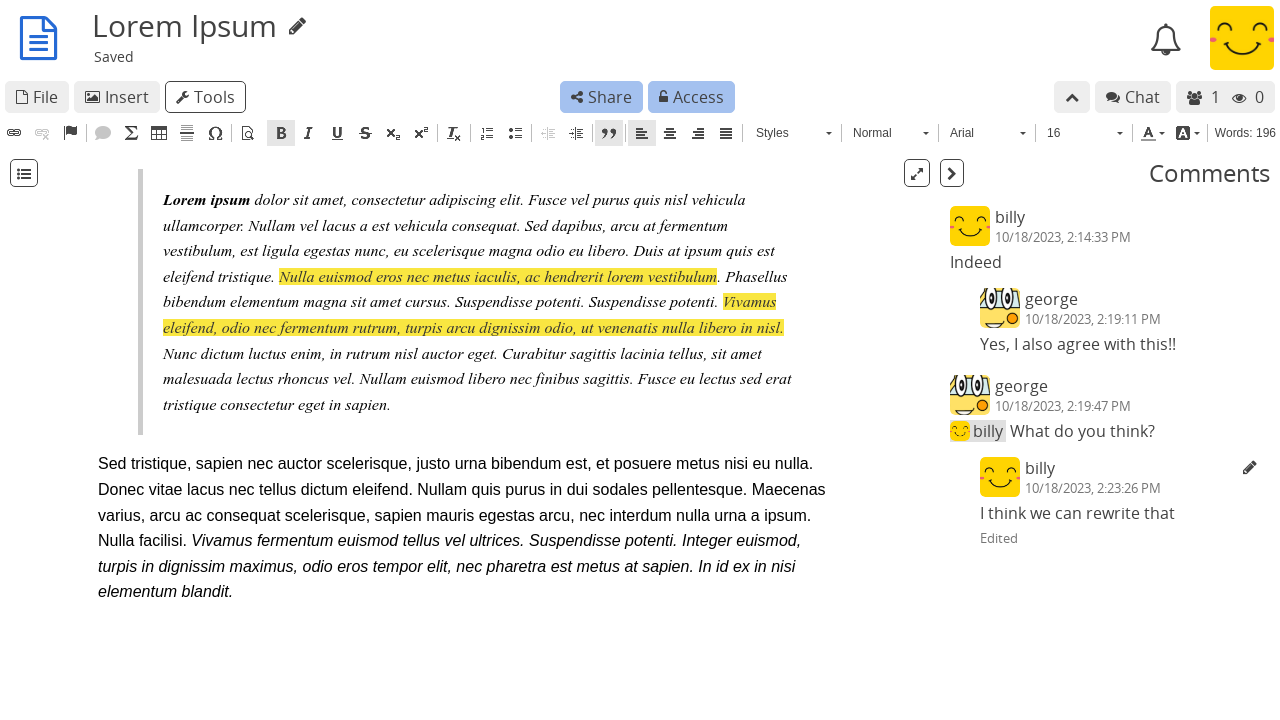 Lorem Ipsum
Saved
File Insert Tools Share Access Chat 1 0
Styles Normal Arial 16 Words: 196
Lorem ipsum dolor sit amet, consectetur adipiscing elit. Fusce vel purus quis nisl vehicula
ullamcorper. Nullam vel lacus a est vehicula consequat. Sed dapibus, arcu at fermentum
vestibulum, est ligula egestas nunc, eu scelerisque magna odio eu libero. Duis at ipsum quis est
eleifend tristique. Nulla euismod eros nec metus iaculis, ac hendrerit lorem vestibulum. Phasellus
bibendum elementum magna sit amet cursus. Suspendisse potenti. Suspendisse potenti. Vivamus
eleifend, odio nec fermentum rutrum, turpis arcu dignissim odio, ut venenatis nulla libero in nisl.
Nunc dictum luctus enim, in rutrum nisl auctor eget. Curabitur sagittis lacinia tellus, sit amet
malesuada lectus rhoncus vel. Nullam euismod libero nec finibus sagittis. Fusce eu lectus sed erat
tristique consectetur eget in sapien.
Sed tristique, sapien nec auctor scelerisque, justo urna bibendum est, et posuere metus nisi eu nulla.
Donec vitae lacus nec tellus dictum eleifend. Nullam quis purus in dui sodales pellentesque. Maecenas
varius, arcu ac consequat scelerisque, sapien mauris egestas arcu, nec interdum nulla urna a ipsum.
Nulla facilisi. Vivamus fermentum euismod tellus vel ultrices. Suspendisse potenti. Integer euismod,
turpis in dignissim maximus, odio eros tempor elit, nec pharetra est metus at sapien. In id ex in nisi
elementum blandit.
Comments
billy
10/18/2023, 2:14:33 PM
Indeed
george
10/18/2023, 2:19:11 PM
Yes, I also agree with this!!
george
10/18/2023, 2:19:47 PM
billy What do you think?
billy
10/18/2023, 2:23:26 PM
I think we can rewrite that
Edited